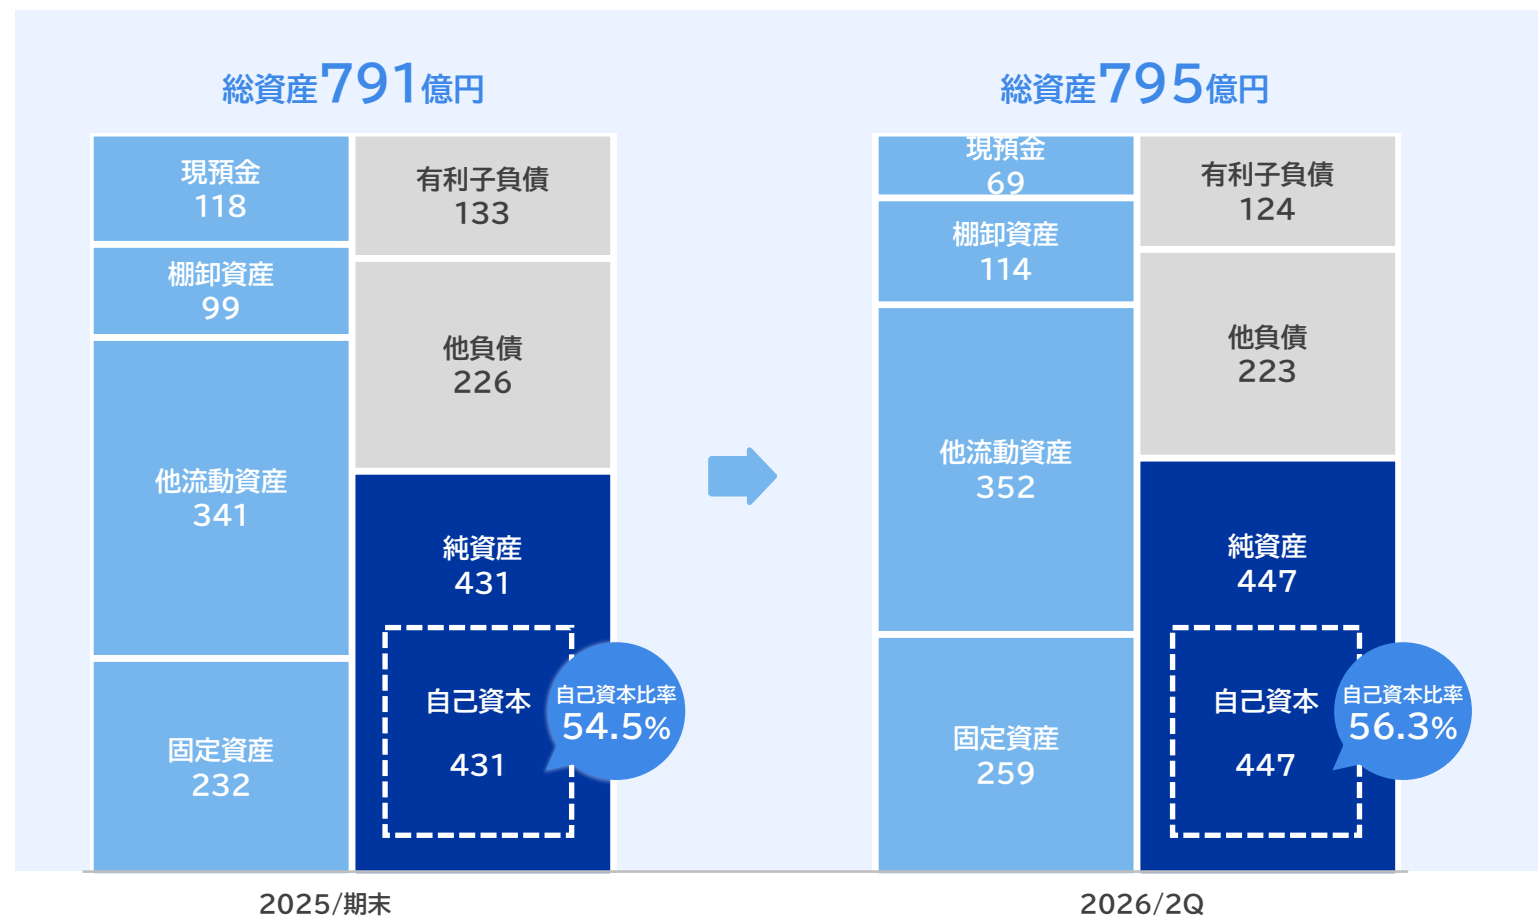 総資産791億円
現預金
118
棚卸資産
99
他流動資産
341
固定資産
232
有利子負債
133
他負債
226
純資産
431
自己資本
431
自己資本比率
54.5%
2025/期末
総資産795億円
現預金
69
棚卸資産
114
他流動資産
352
固定資産
259
有利子負債
124
他負債
223
純資産
447
自己資本
447
自己資本比率
56.3%
2026/2Q